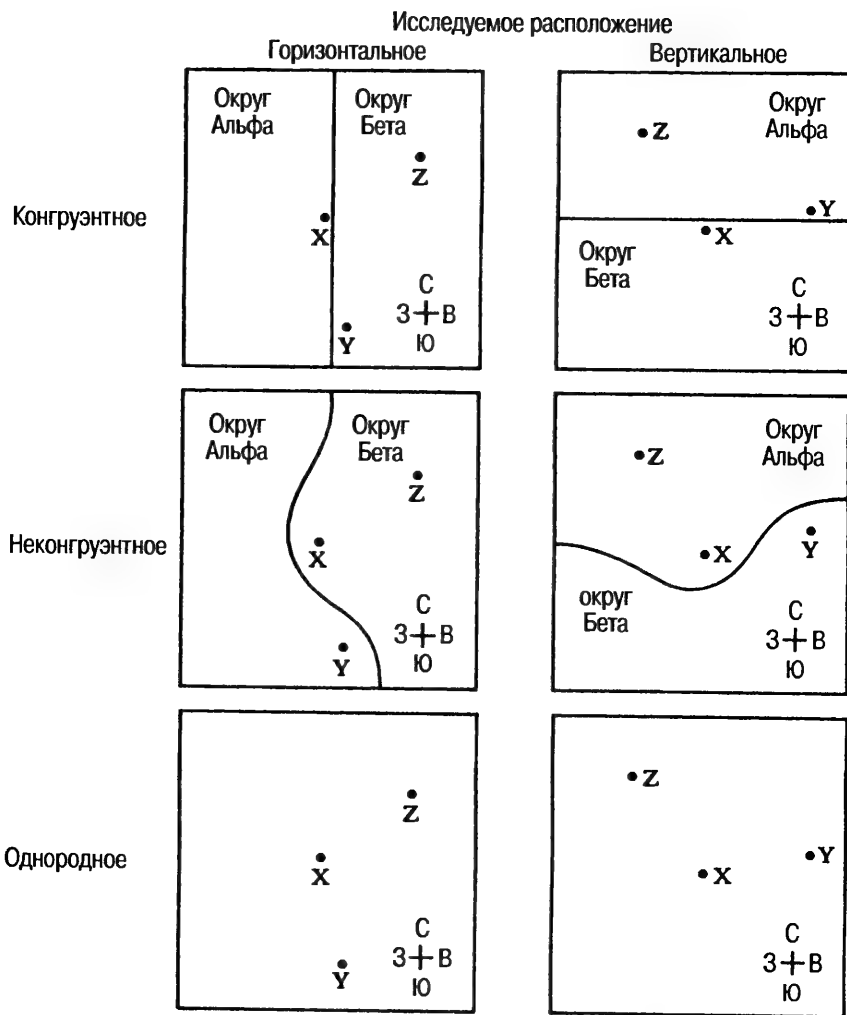 Исследуемое расположение
Горизонтальное
Вертикальное
Конгруэнтное
Округ
Альфа
Округ
Бета
Z
X
Y
С
З В
Ю
Округ
Альфа
Z
Y
X
Округ
Бета
С
З В
Ю
Неконгруэнтное
Округ
Альфа
Округ
Бета
Z
X
Y
С
З В
Ю
Округ
Альфа
Z
X
Y
округ
Бета
С
З В
Ю
Однородное
Z
X
Y
С
З В
Ю
Z
Y
X
С
З В
Ю